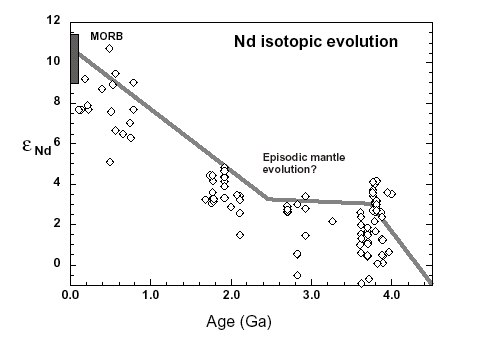 12
MORB
Nd isotopic evolution
10
8
εNd
6
Episodic mantle
evolution?
4
2
0
0.0 1.0 2.0 3.0 4.0
Age (Ga)